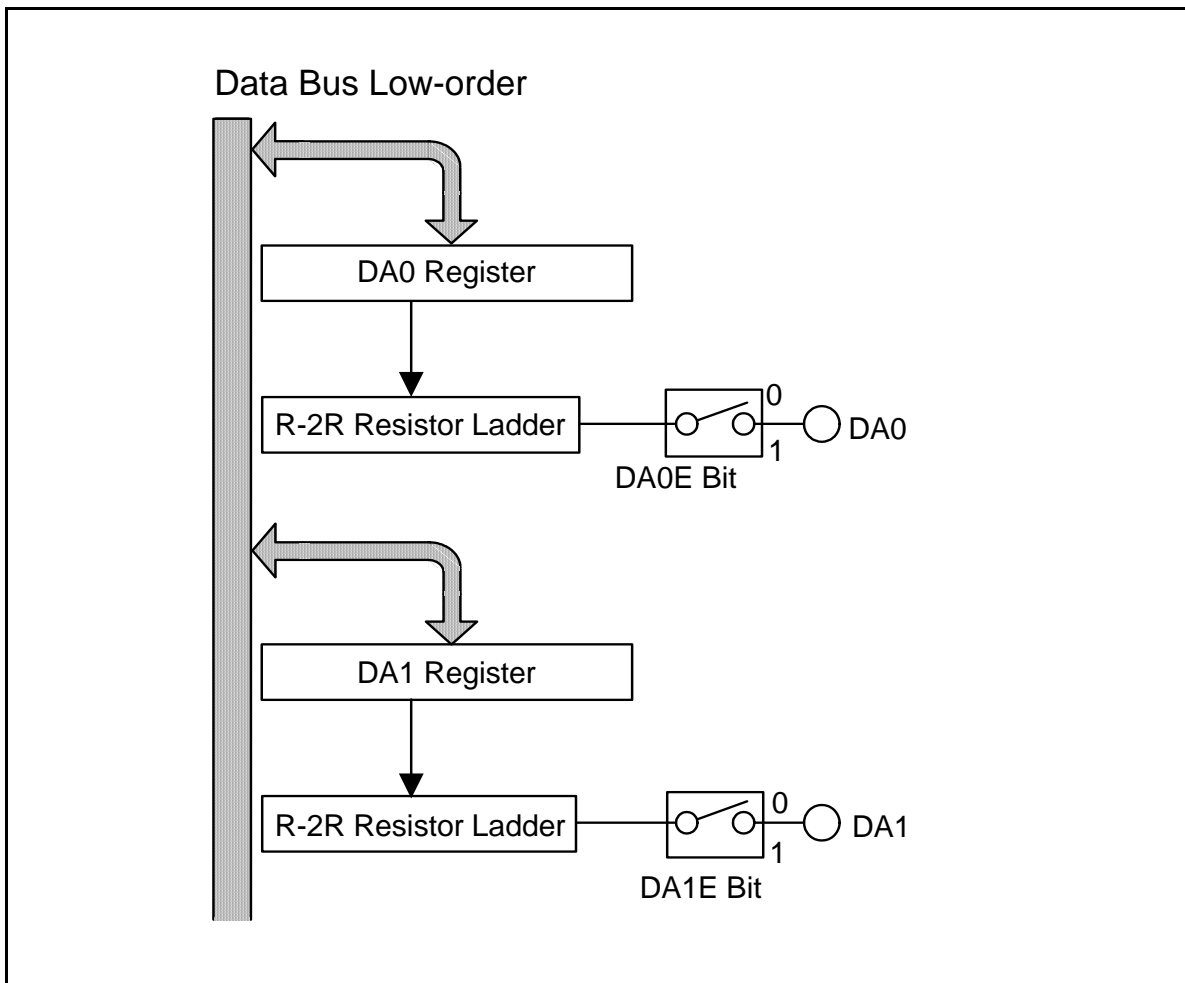 Data Bus Low-order
DA0 Register
R-2R Resistor Ladder
0
1
DA0
DA0E Bit
DA1 Register
R-2R Resistor Ladder
0
1
DA1
DA1E Bit